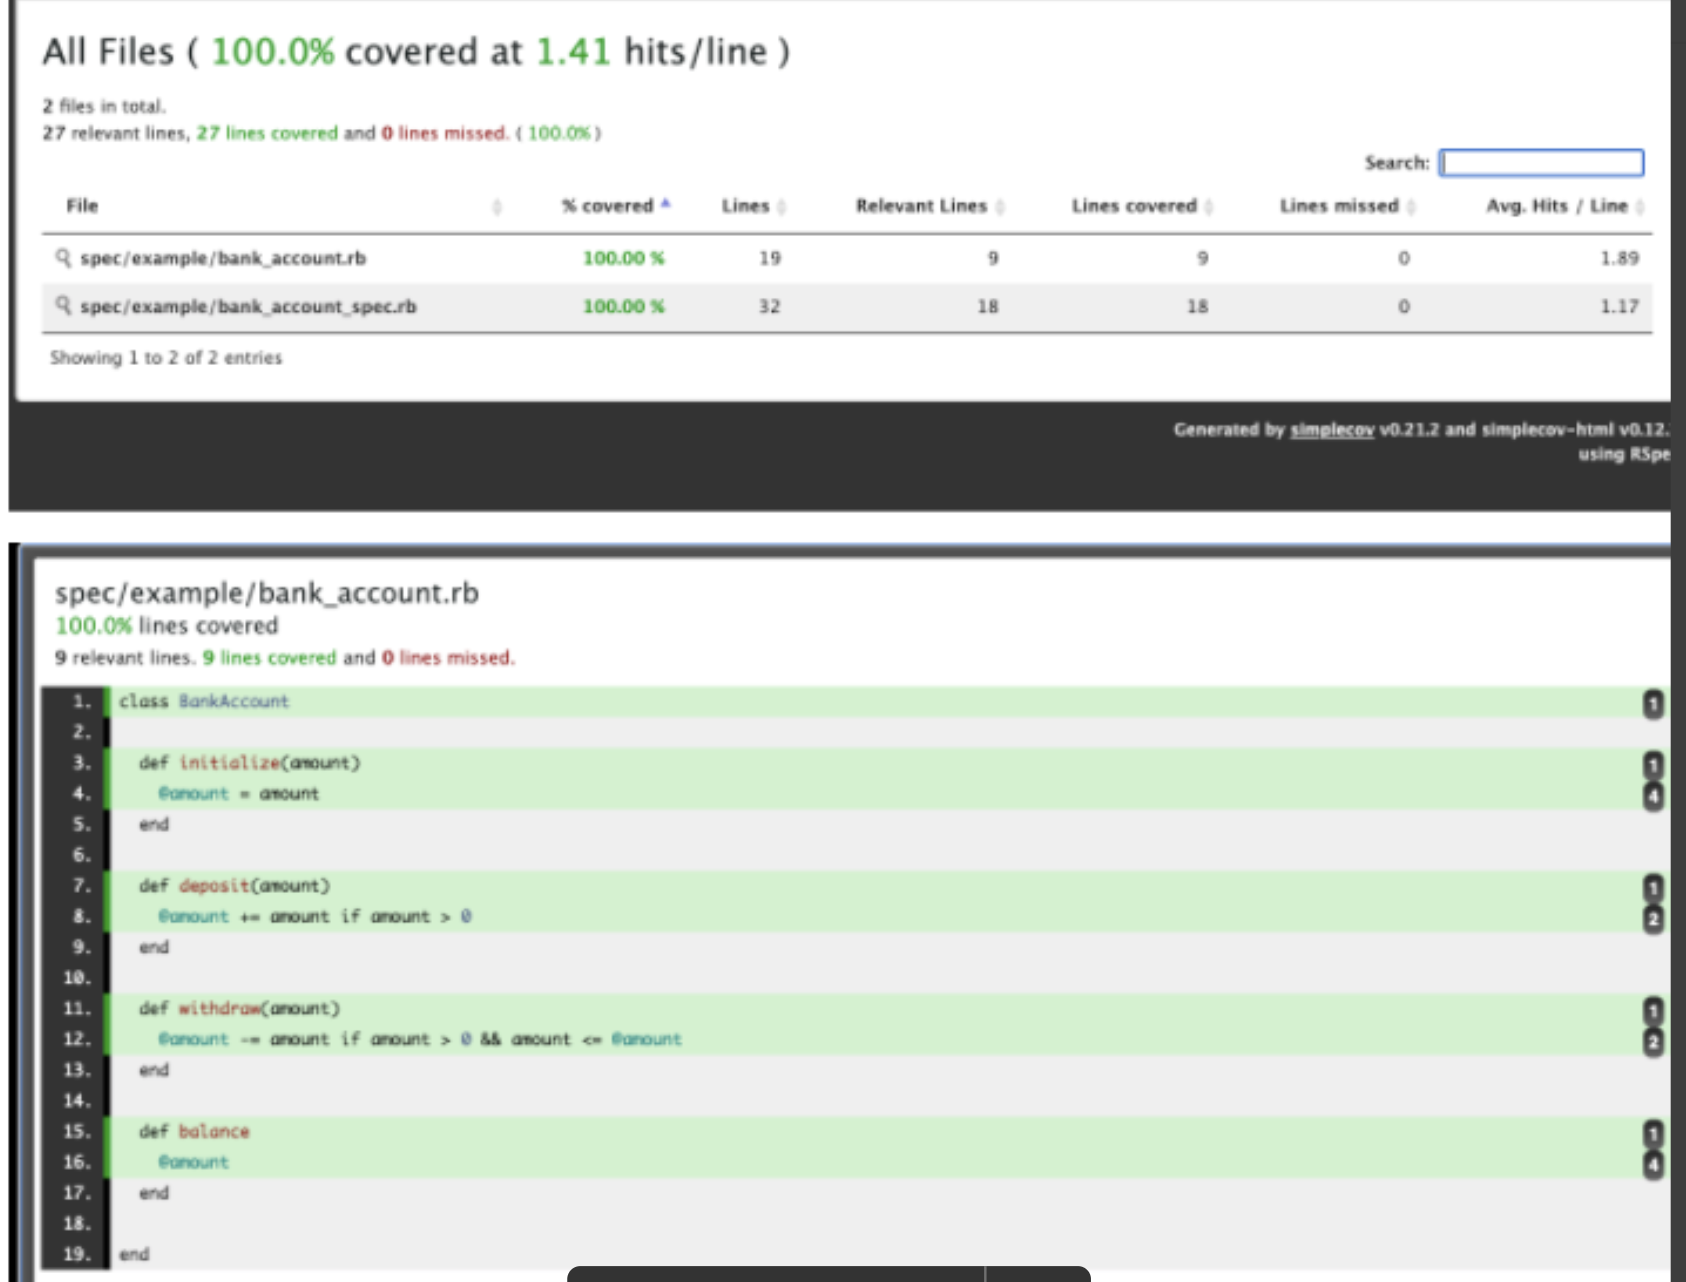 All Files ( 100.0% covered at 1.41 hits/line )
2 files in total.
27 relevant lines, 27 lines covered and 0 lines missed. ( 100.0% )
Search:
File % covered Lines Relevant Lines Lines covered Lines missed Avg. Hits / Line
spec/example/bank_account.rb 100.00 % 19 9 9 0 1.89
spec/example/bank_account_spec.rb 100.00 % 32 18 18 0 1.17
Showing 1 to 2 of 2 entries
Generated by simplecov v0.21.2 and simplecov-html v0.12.
using RSpe
spec/example/bank_account.rb
100.0% lines covered
9 relevant lines. 9 lines covered and 0 lines missed.
1. class BankAccount 1
2.
3. def initialize(amount) 1
4. @amount = amount 4
5. end
6.
7. def deposit(amount) 1
8. @amount += amount if amount > 0 2
9. end
10.
11. def withdraw(amount) 1
12. @amount -= amount if amount > 0 && amount <= @amount 2
13. end
14.
15. def balance 1
16. @amount 4
17. end
18.
19. end